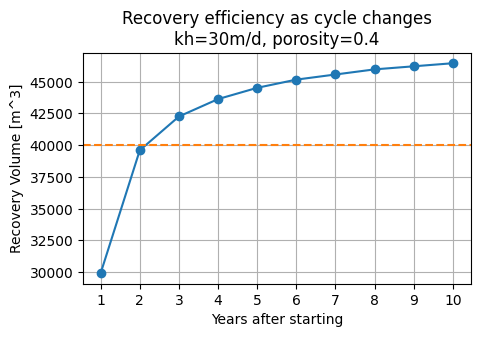 Recovery efficiency as cycle changes
kh=30m/d, porosity=0.4
Recovery Volume [m^3]
45000
42500
40000
37500
35000
32500
30000
1 2 3 4 5 6 7 8 9 10
Years after starting